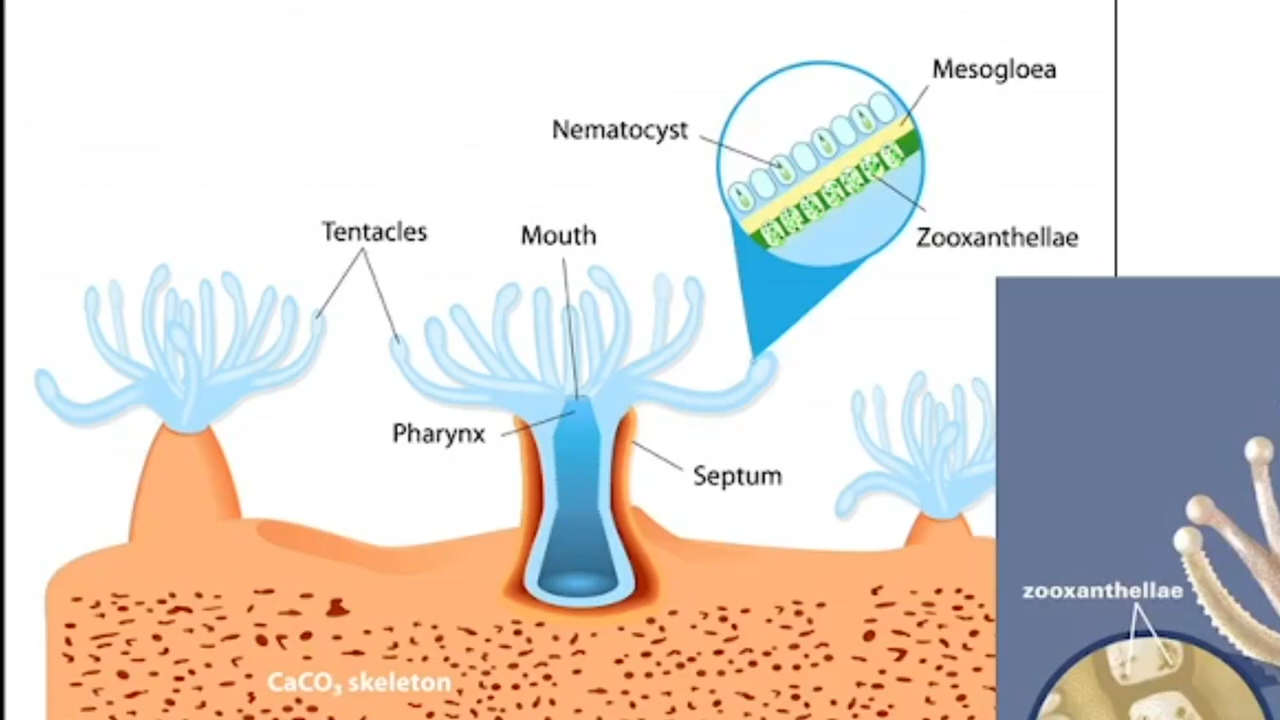 Mesogloea
Nematocyst
Tentacles
Mouth
Zooxanthellae
Pharynx
Septum
zooxanthellae
CaCO₃ skeleton